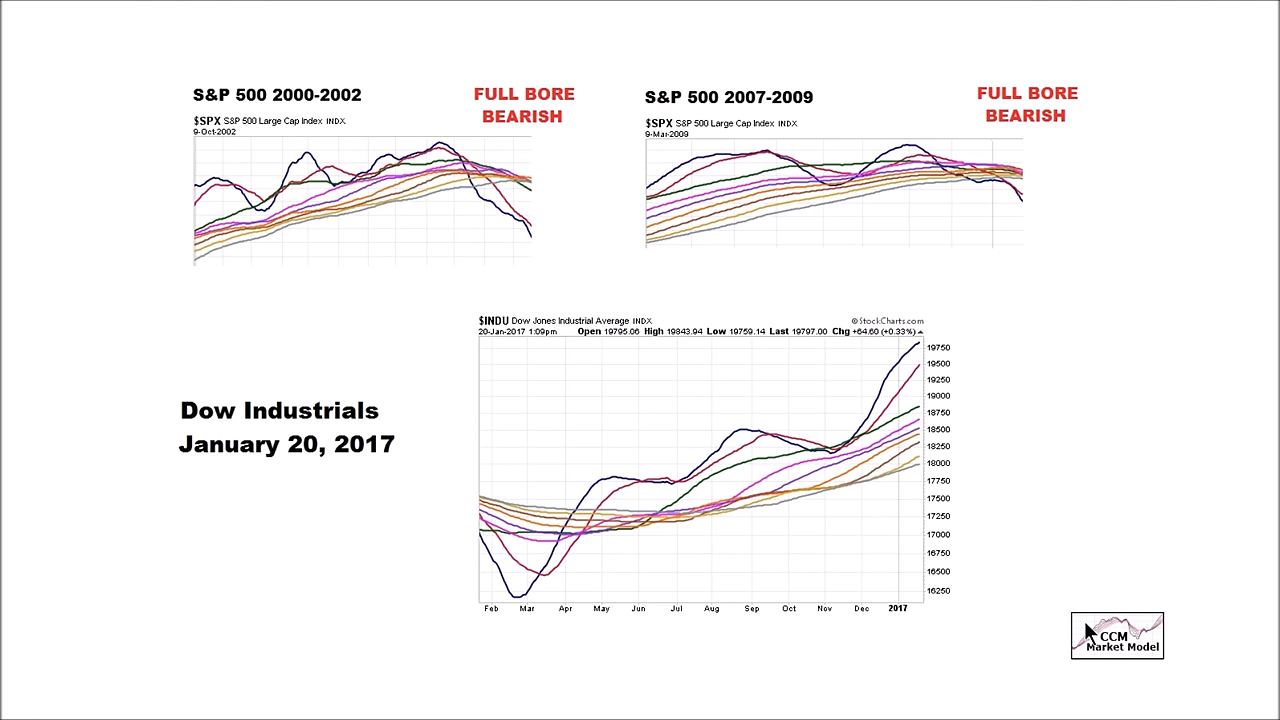 S&P 500 2000-2002
FULL BORE
BEARISH
$SPX S&P 500 Large Cap Index INDX
9-Oct-2002
S&P 500 2007-2009
FULL BORE
BEARISH
$SPX S&P 500 Large Cap Index INDX
9-Mar-2009
$INDU Dow Jones Industrial Average INDX
© StockCharts.com
20-Jan-2017 1:09pm Open 19795.06 High 19843.94 Low 19759.14 Last 19797.00 Chg +64.60 (+0.33%)
19750
19500
19250
19000
18750
18500
18250
18000
17750
17500
17250
17000
16750
16500
16250
Feb Mar Apr May Jun Jul Aug Sep Oct Nov Dec 2017
Dow Industrials
January 20, 2017
CCM
Market Model